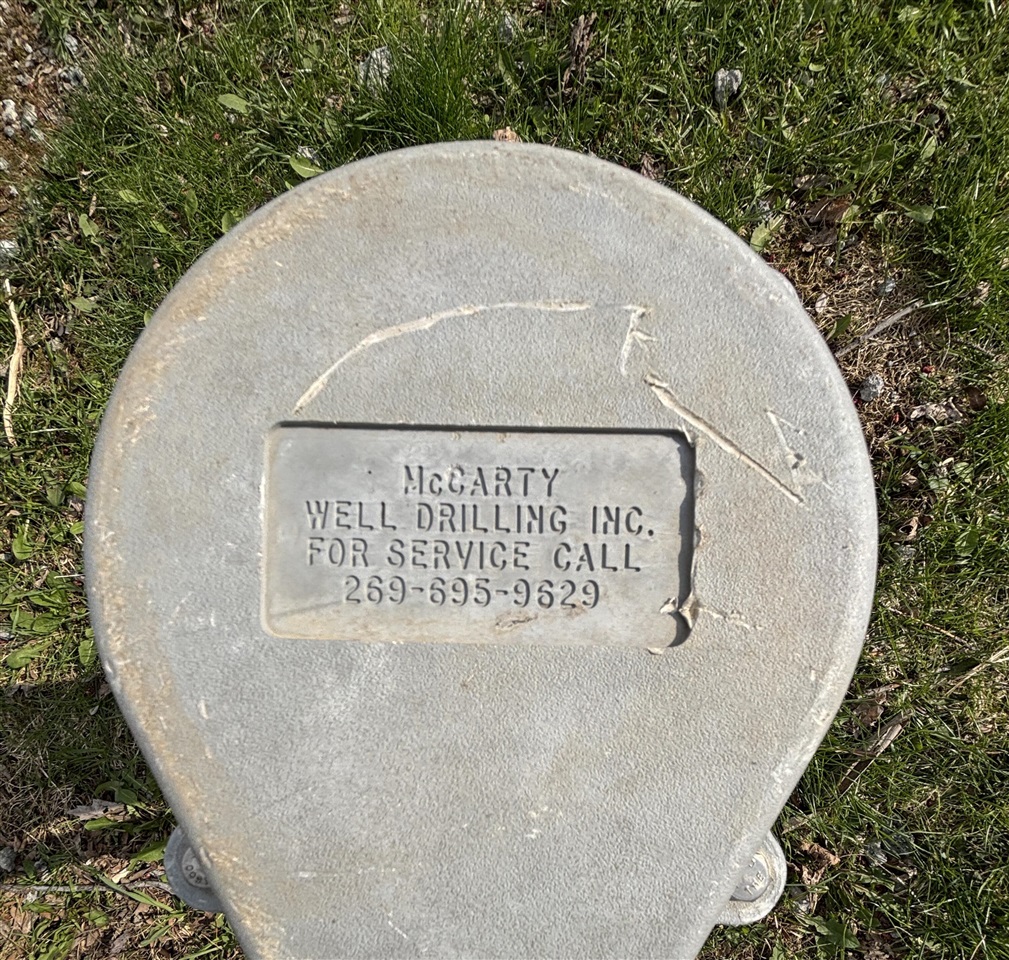 McCARTY
WELL DRILLING INC.
FOR SERVICE CALL
269-695-9629